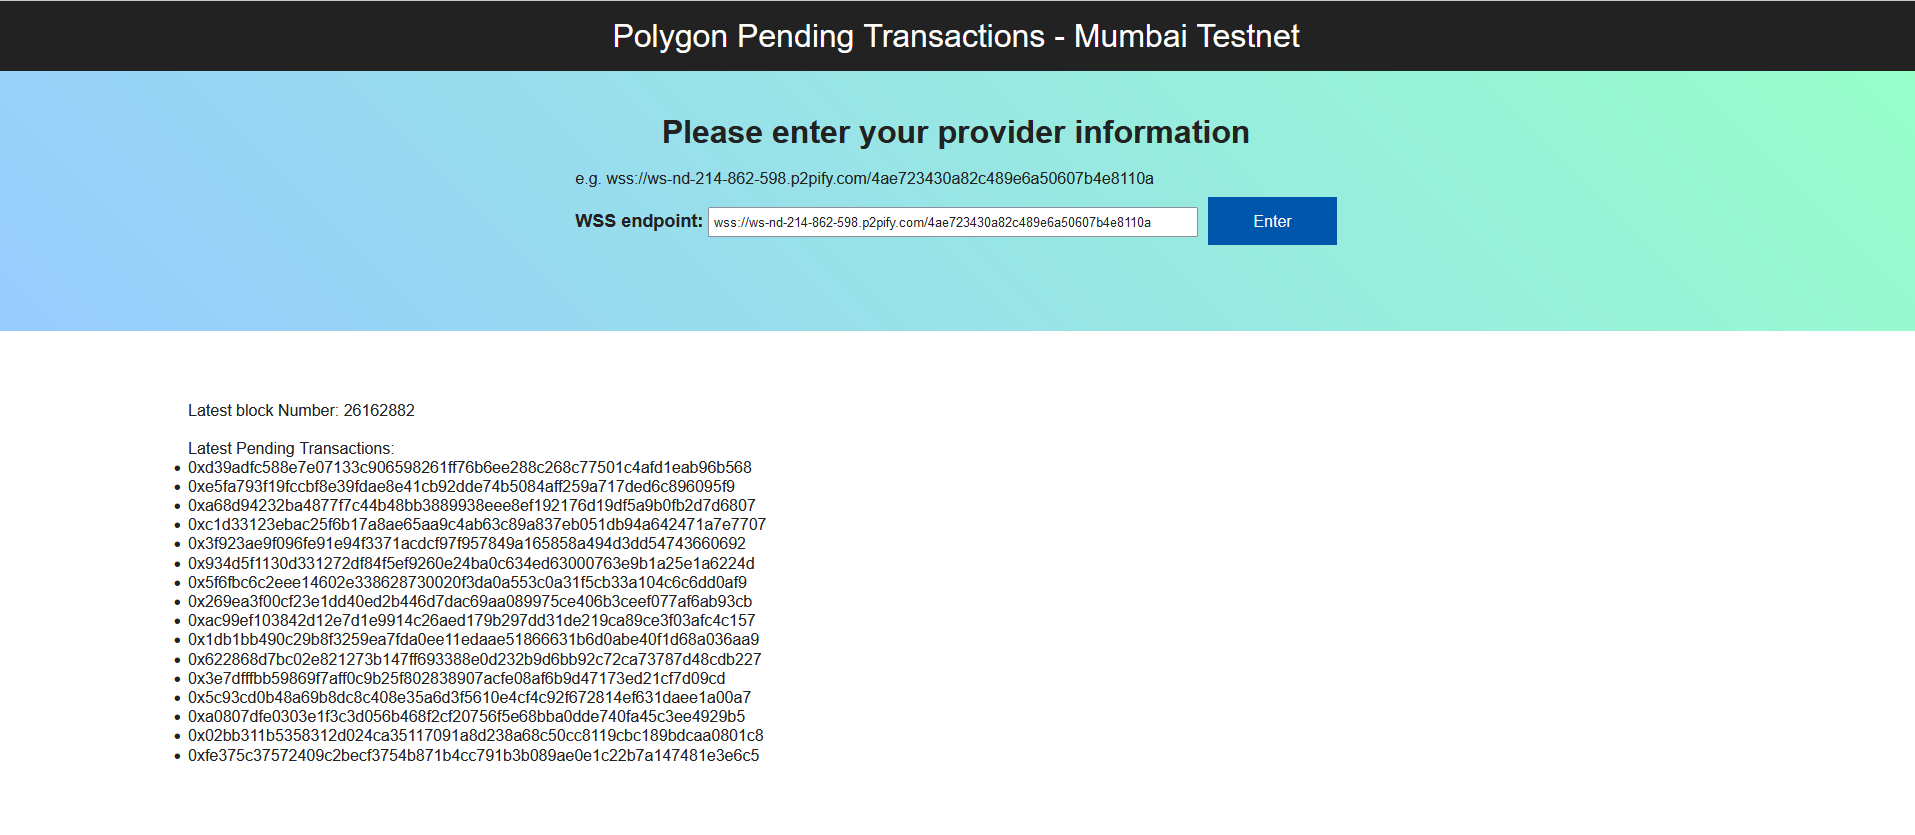 Polygon Pending Transactions - Mumbai Testnet
Please enter your provider information
e.g. wss://ws-nd-214-862-598.p2pify.com/4ae723430a82c489e6a50607b4e8110a
WSS endpoint: wss://ws-nd-214-862-598.p2pify.com/4ae723430a82c489e6a50607b4e8110a Enter
Latest block Number: 26162882
Latest Pending Transactions:
• 0xd39adfc588e7e07133c906598261ff76b6ee288c268c77501c4afd1eab96b568
• 0xe5fa793f19fccbf8e39fdae8e41cb92dde74b5084aff259a717ded6c896095f9
• 0xa68d94232ba4877f7c44b48bb3889938eee8ef192176d19df5a9b0fb2d7d6807
• 0xc1d33123ebac25f6b17a8ae65aa9c4ab63c89a837eb051db94a642471a7e7707
• 0x3f923ae9f096fe91e94f3371acdcf97f957849a165858a494d3dd54743660692
• 0x934d5f1130d331272df84f5ef9260e24ba0c634ed63000763e9b1a25e1a6224d
• 0x5f6fbc6c2eee14602e338628730020f3da0a553c0a31f5cb33a104c6c6dd0af9
• 0x269ea3f00cf23e1dd40ed2b446d7dac69aa089975ce406b3ceef077af6ab93cb
• 0xac99ef103842d12e7d1e9914c26aed179b297dd31de219ca89ce3f03afc4c157
• 0x1db1bb490c29b8f3259ea7fda0ee11edaae51866631b6d0abe40f1d68a036aa9
• 0x622868d7bc02e821273b147ff693388e0d232b9d6bb92c72ca73787d48cdb227
• 0x3e7dfffbb59869f7aff0c9b25f802838907acfe08af6b9d47173ed21cf7d09cd
• 0x5c93cd0b48a69b8dc8c408e35a6d3f5610e4cf4c92f672814ef631daee1a00a7
• 0xa0807dfe0303e1f3c3d056b468f2cf20756f5e68bba0dde740fa45c3ee4929b5
• 0x02bb311b5358312d024ca35117091a8d238a68c50cc8119cbc189bdcaa0801c8
• 0xfe375c37572409c2becf3754b871b4cc791b3b089ae0e1c22b7a147481e3e6c5